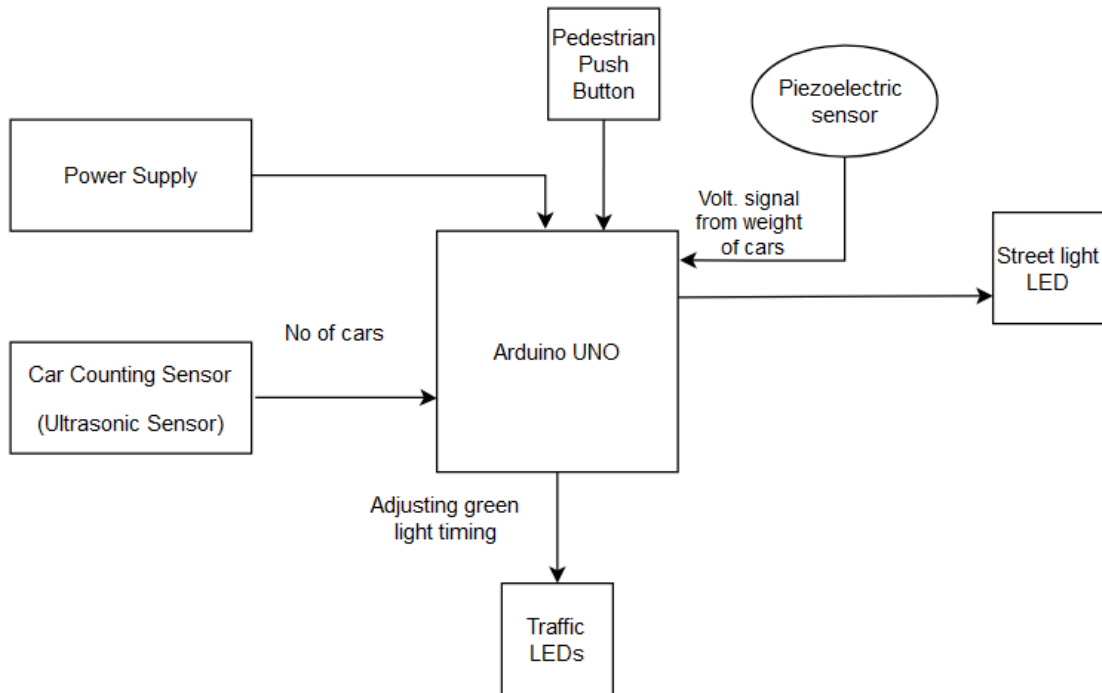 Pedestrian
Push
Button
Piezoelectric
sensor
Power Supply
Volt. signal
from weight
of cars
Street light
LED
No of cars
Arduino UNO
Car Counting Sensor
(Ultrasonic Sensor)
Adjusting green
light timing
Traffic
LEDs